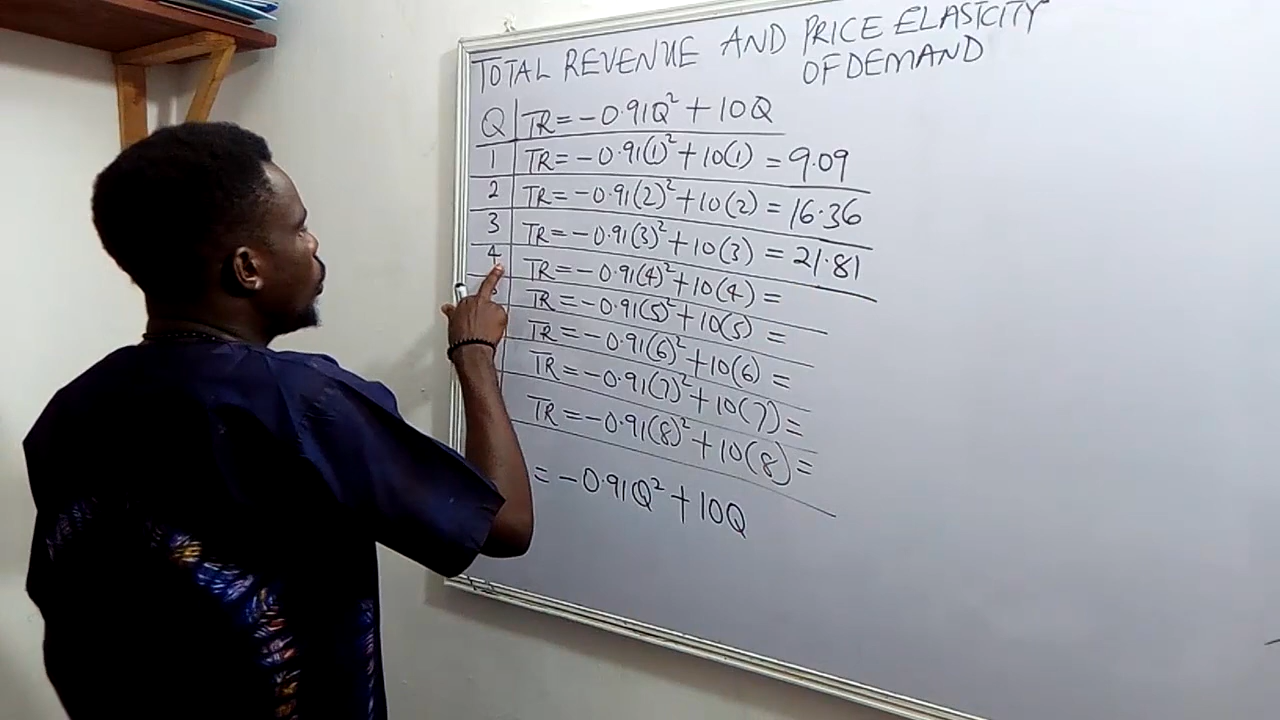 TOTAL REVENUE AND PRICE ELASTCITY
OF DEMAND
Q TR = -0.91Q² + 10Q
1 TR = -0.91(1)² + 10(1) = 9.09
2 TR = -0.91(2)² + 10(2) = 16.36
3 TR = -0.91(3)² + 10(3) = 21.81
4 TR = -0.91(4)² + 10(4) =
TR = -0.91(5)² + 10(5) =
TR = -0.91(6)² + 10(6) =
TR = -0.91(7)² + 10(7) =
TR = -0.91(8)² + 10(8) =
= -0.91Q² + 10Q